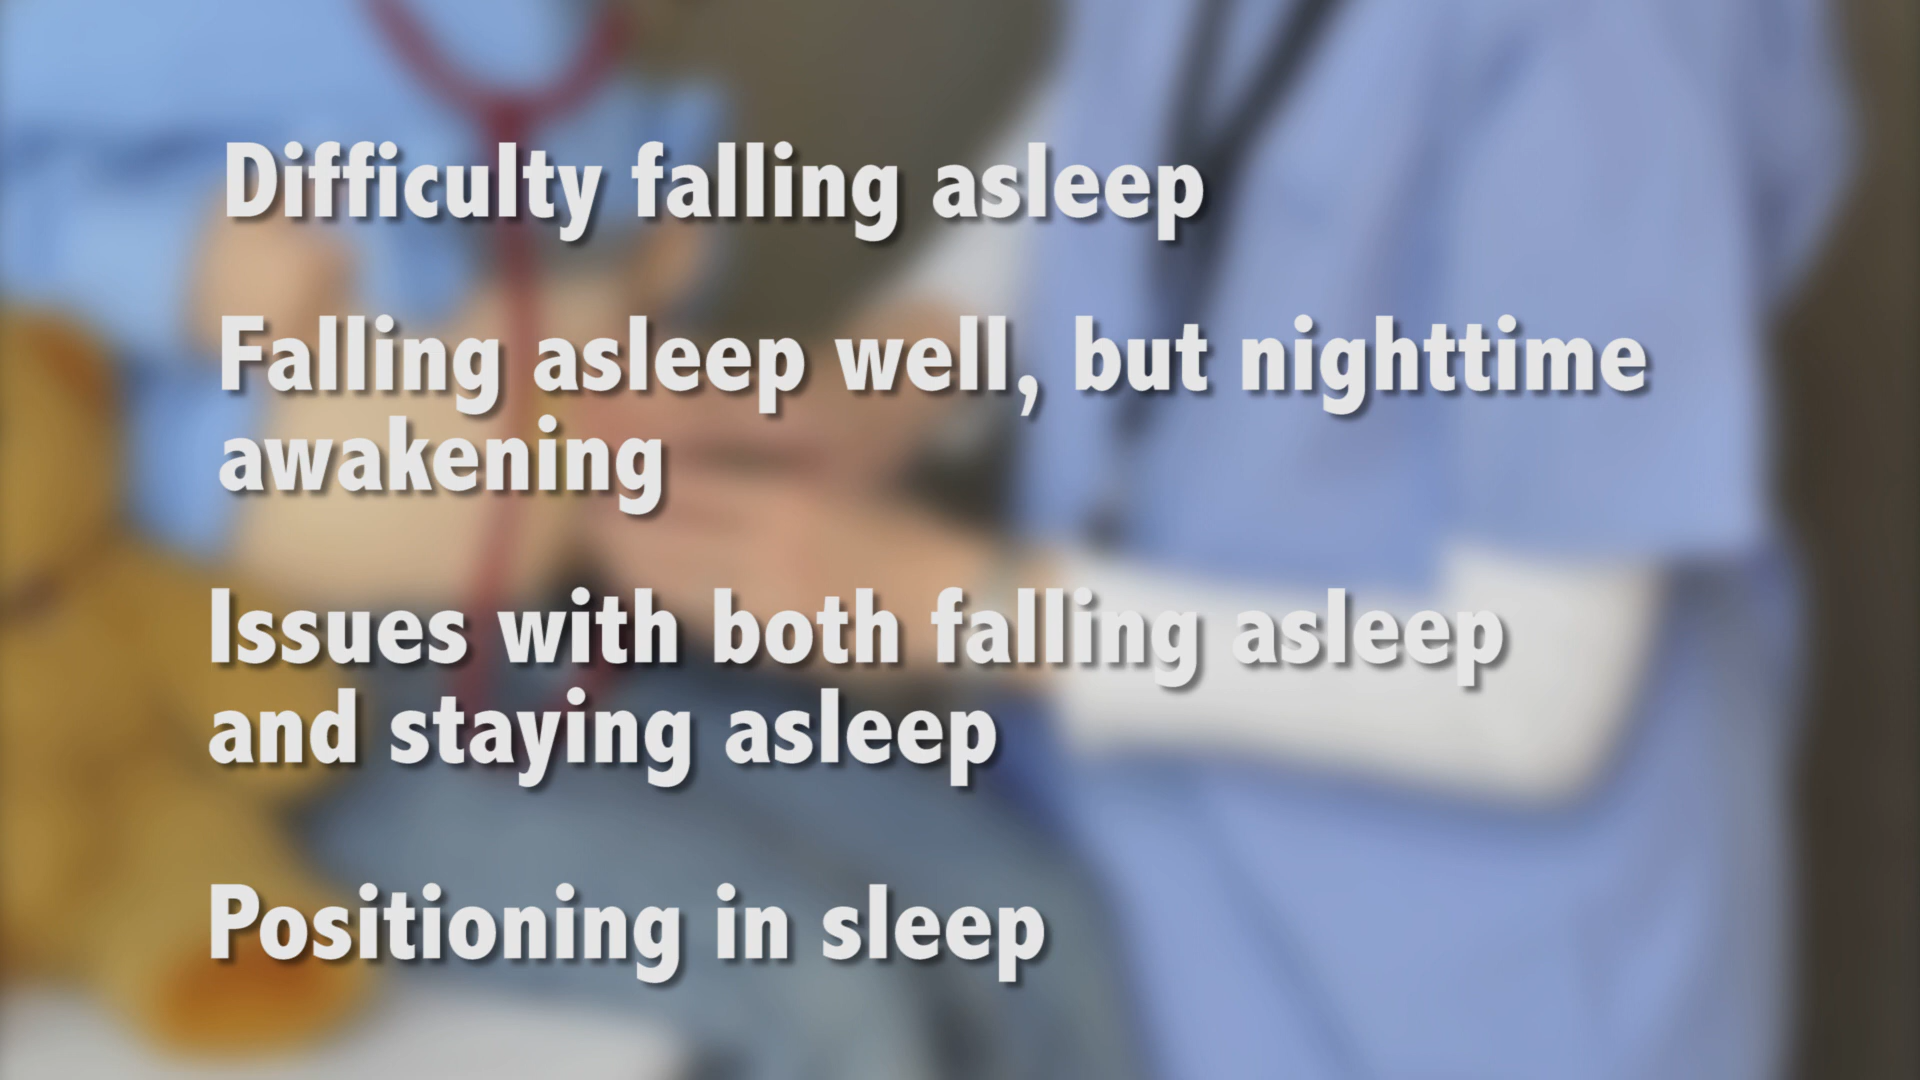 Difficulty falling asleep
Falling asleep well, but nighttime
awakening
Issues with both falling asleep
and staying asleep
Positioning in sleep